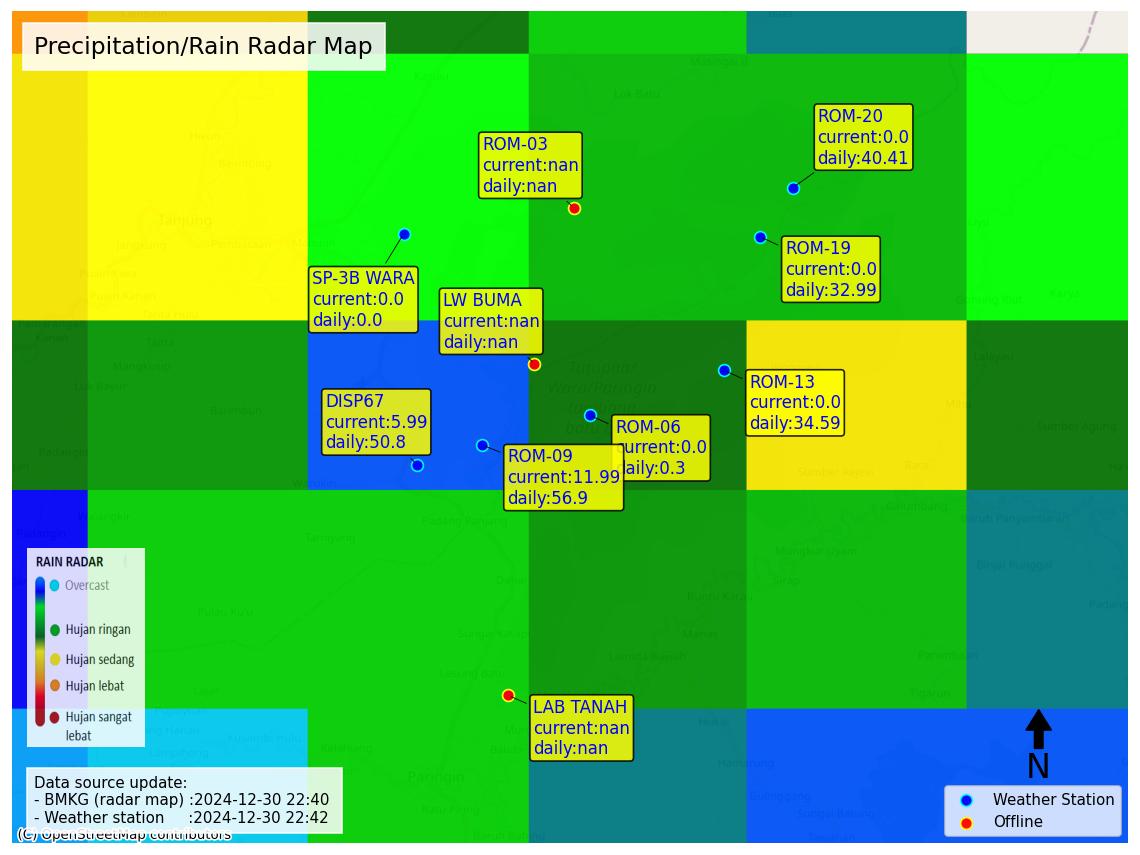 Precipitation/Rain Radar Map
ROM-20
current:0.0
daily:40.41
ROM-03
current:nan
daily:nan
Tanjung
ROM-19
current:0.0
daily:32.99
SP-3B WARA
current:0.0
daily:0.0
LW BUMA
current:nan
daily:nan
ROM-13
current:0.0
daily:34.59
DISP67
current:5.99
daily:50.8
ROM-06
current:0.0
daily:0.3
ROM-09
current:11.99
daily:56.9
RAIN RADAR
Overcast
Hujan ringan
Hujan sedang
Hujan lebat
Hujan sangat
lebat
LAB TANAH
current:nan
daily:nan
Paringin
N
Data source update:
- BMKG (radar map) :2024-12-30 22:40
- Weather station :2024-12-30 22:42
(C) OpenStreetMap contributors
Weather Station
Offline